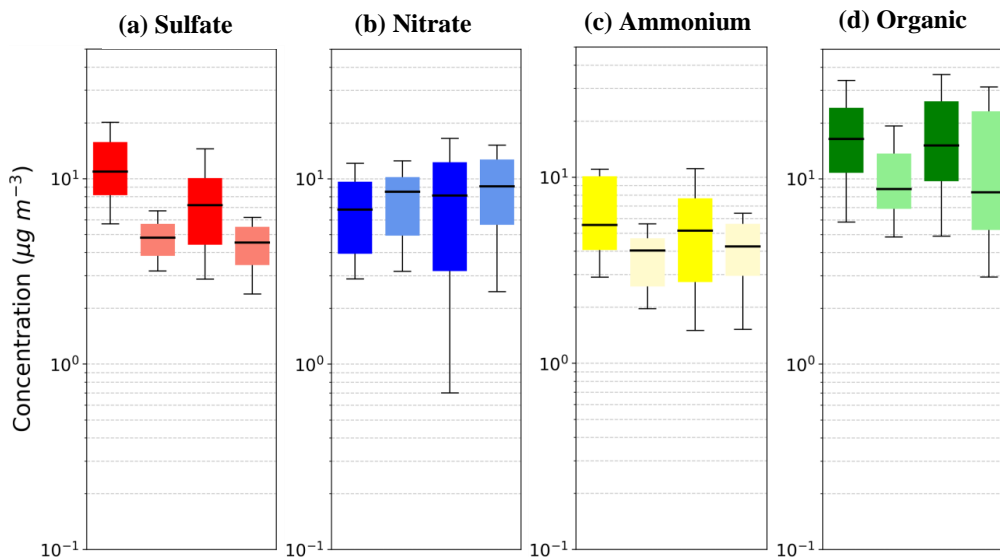 (a) Sulfate (b) Nitrate (c) Ammonium (d) Organic
Concentration (μg m⁻³)
10¹ 10¹ 10¹ 10¹
10⁰ 10⁰ 10⁰ 10⁰
10⁻¹ 10⁻¹ 10⁻¹ 10⁻¹